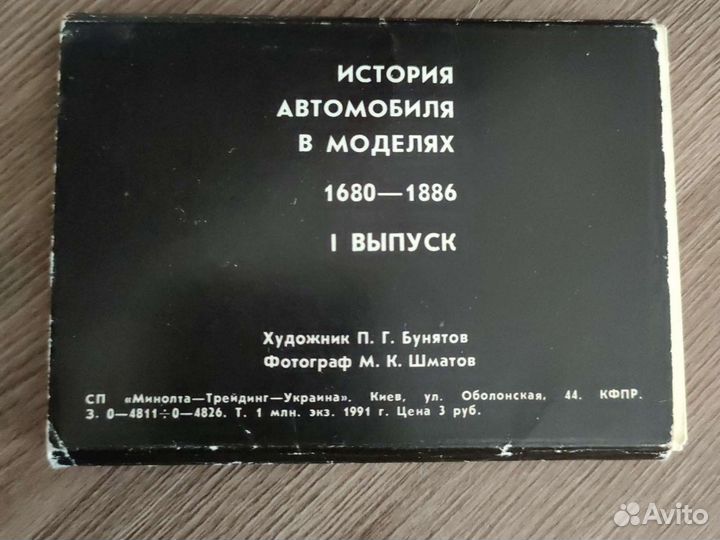 ИСТОРИЯ
АВТОМОБИЛЯ
В МОДЕЛЯХ
1680—1886
I ВЫПУСК
Художник П. Г. Бунятов
Фотограф М. К. Шматов
СП «Минолта—Трейдинг—Украина». Киев, ул. Оболонская, 44. КФПР.
З. 0—4811÷0—4826. Т. 1 млн. экз. 1991 г. Цена 3 руб.
Avito